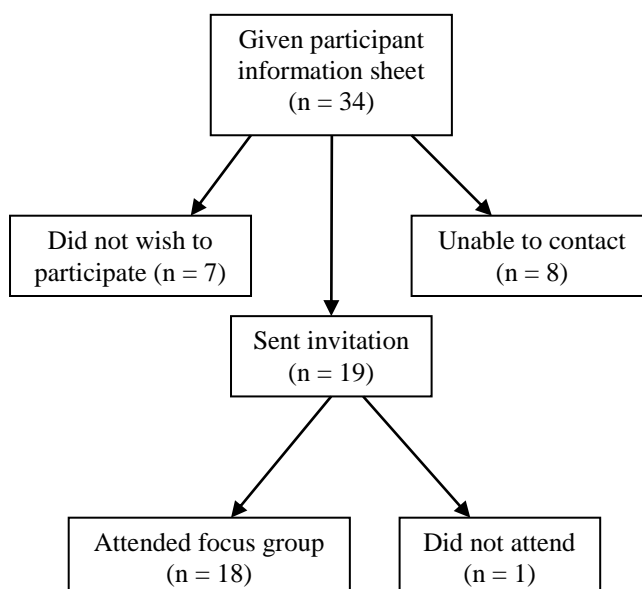 Given participant
information sheet
(n = 34)
Did not wish to
participate (n = 7)
Unable to contact
(n = 8)
Sent invitation
(n = 19)
Attended focus group
(n = 18)
Did not attend
(n = 1)